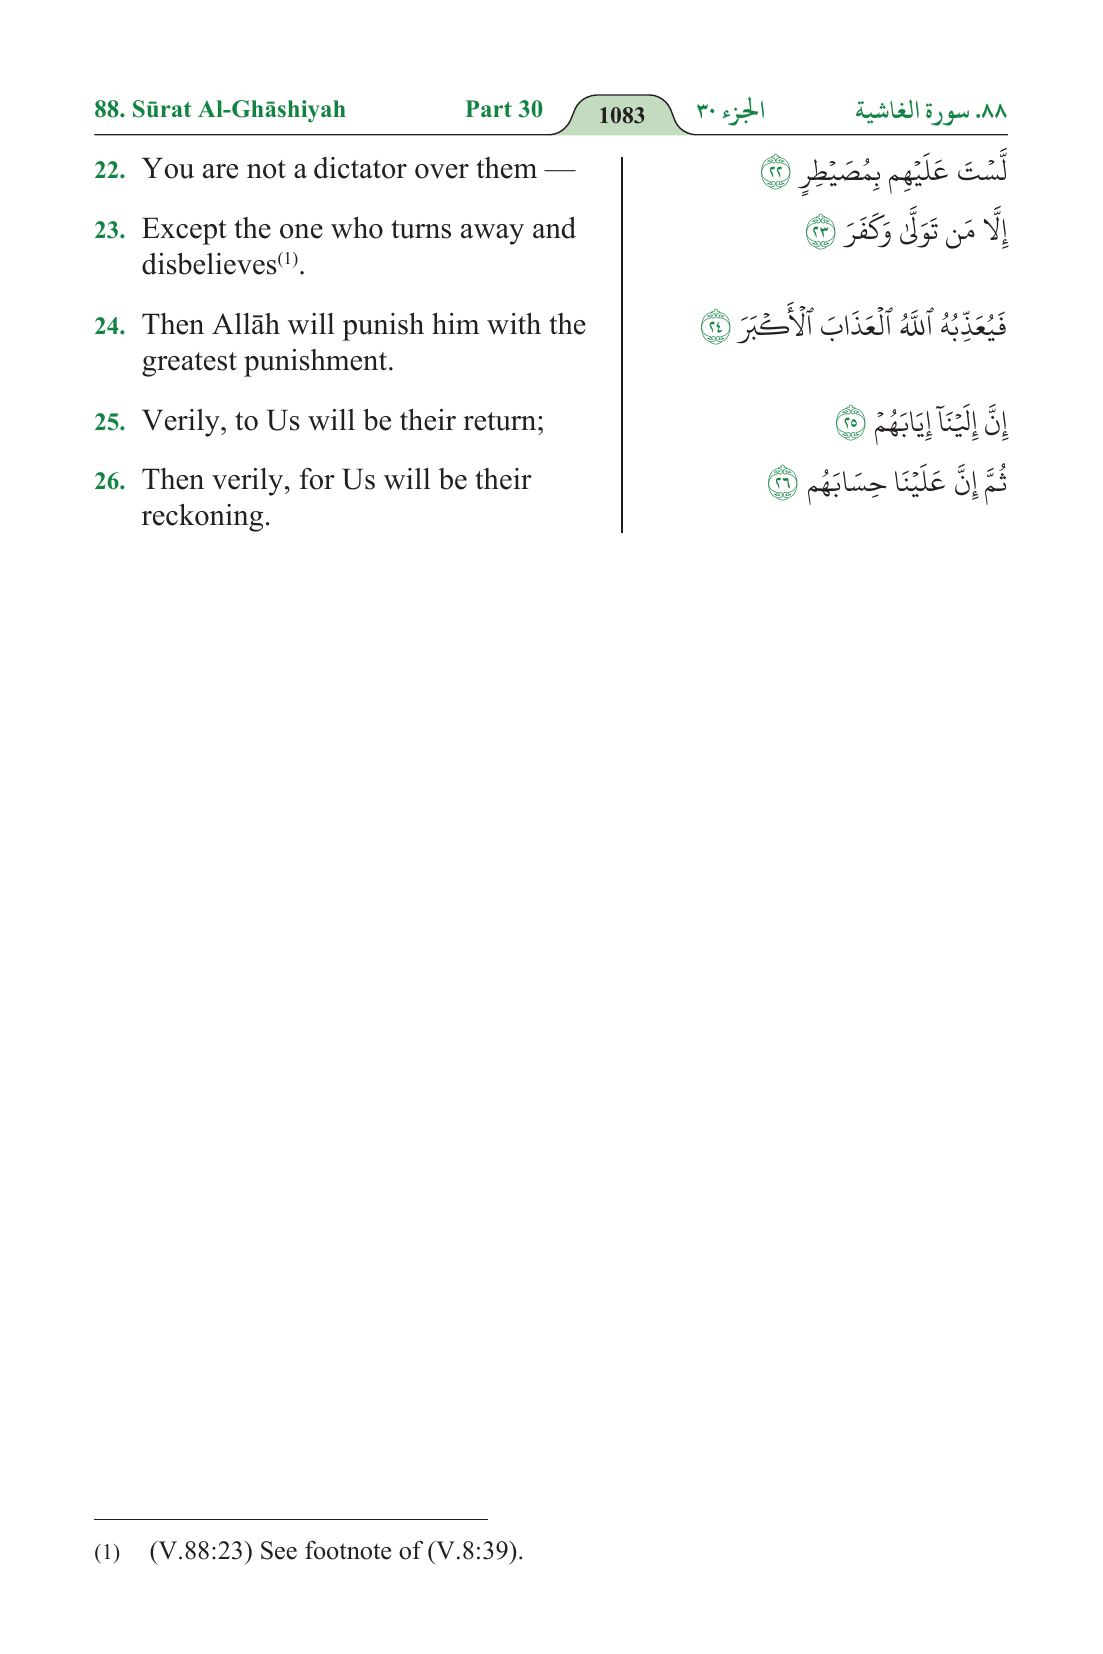 88. Sūrat Al-Ghāshiyah Part 30 1083 الجزء ٣٠ ٨٨. سورة الغاشية
22. You are not a dictator over them —
23. Except the one who turns away and
disbelieves(1).
24. Then Allāh will punish him with the
greatest punishment.
25. Verily, to Us will be their return;
26. Then verily, for Us will be their
reckoning.
لَّسۡتَ عَلَيۡهِم بِمُصَيۡطِرٍ ٢٢
إِلَّا مَن تَوَلَّىٰ وَكَفَرَ ٢٣
فَيُعَذِّبُهُ ٱللَّهُ ٱلۡعَذَابَ ٱلۡأَكۡبَرَ ٢٤
إِنَّ إِلَيۡنَآ إِيَابَهُمۡ ٢٥
ثُمَّ إِنَّ عَلَيۡنَا حِسَابَهُم ٢٦
(1) (V.88:23) See footnote of (V.8:39).